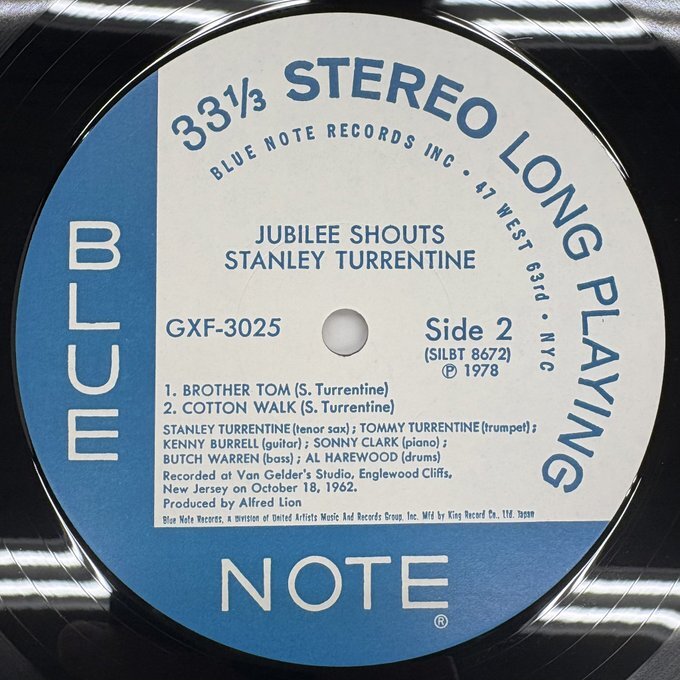 33⅓ STEREO LONG PLAYING
BLUE NOTE RECORDS INC • 47 WEST 63rd • NYC
JUBILEE SHOUTS
STANLEY TURRENTINE
GXF-3025
Side 2
(SILBT 8672)
Ⓟ 1978
1. BROTHER TOM (S. Turrentine)
2. COTTON WALK (S. Turrentine)
STANLEY TURRENTINE (tenor sax) ; TOMMY TURRENTINE (trumpet) ;
KENNY BURRELL (guitar) ; SONNY CLARK (piano) ;
BUTCH WARREN (bass) ; AL HAREWOOD (drums)
Recorded at Van Gelder's Studio, Englewood Cliffs,
New Jersey on October 18, 1962.
Produced by Alfred Lion
Blue Note Records, a Division of United Artists Music And Records Group, Inc. Mfd by King Record Co., Ltd. Japan
BLUE
NOTE®